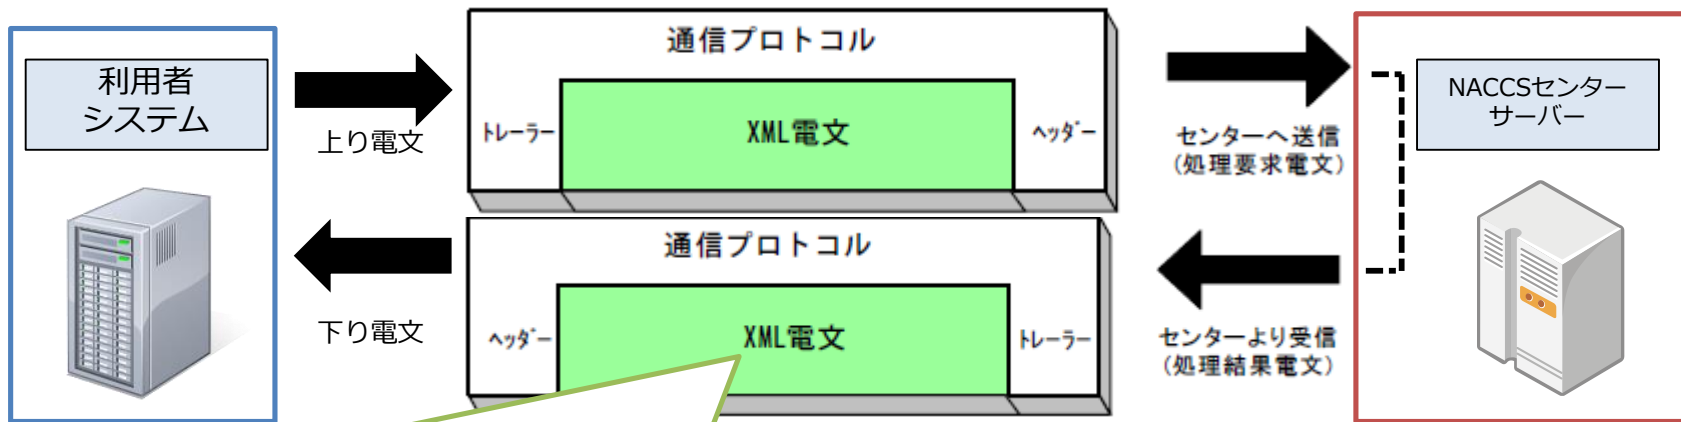 利用者
システム
上り電文
通信プロトコル
ﾄﾚｰﾗｰ
XML電文
ﾍｯﾀﾞｰ
センターへ送信
(処理要求電文)
NACCSセンター
サーバー
下り電文
通信プロトコル
ﾍｯﾀﾞｰ
XML電文
ﾄﾚｰﾗｰ
センターより受信
(処理結果電文)